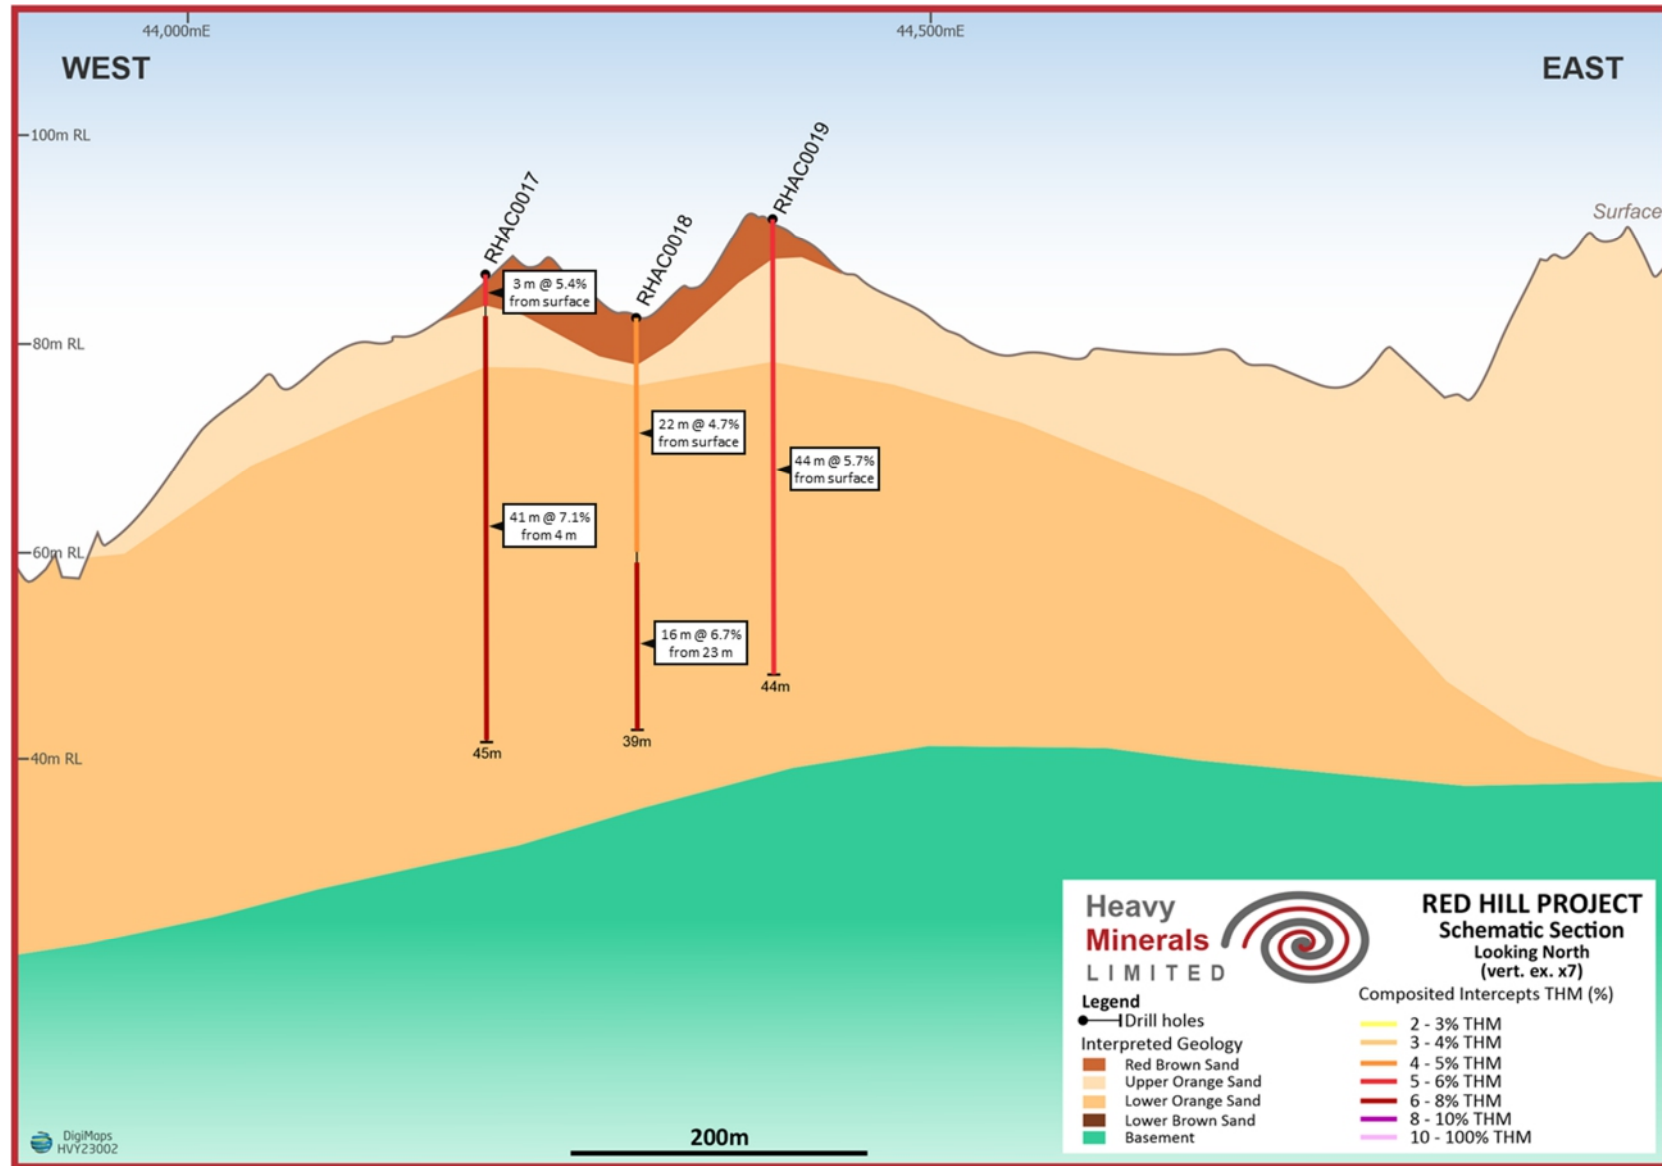 44,000mE
44,500mE
WEST
EAST
100m RL
80m RL
60m RL
40m RL
RHAC0017
RHAC0018
RHAC0019
Surface
3 m @ 5.4%
from surface
22 m @ 4.7%
from surface
44 m @ 5.7%
from surface
41 m @ 7.1%
from 4 m
16 m @ 6.7%
from 23 m
44m
39m
45m
Heavy
Minerals
LIMITED
RED HILL PROJECT
Schematic Section
Looking North
(vert. ex. x7)
Legend
Drill holes
Interpreted Geology
Red Brown Sand
Upper Orange Sand
Lower Orange Sand
Lower Brown Sand
Basement
Composited Intercepts THM (%)
2 - 3% THM
3 - 4% THM
4 - 5% THM
5 - 6% THM
6 - 8% THM
8 - 10% THM
10 - 100% THM
200m
DigiMaps
HVY23002